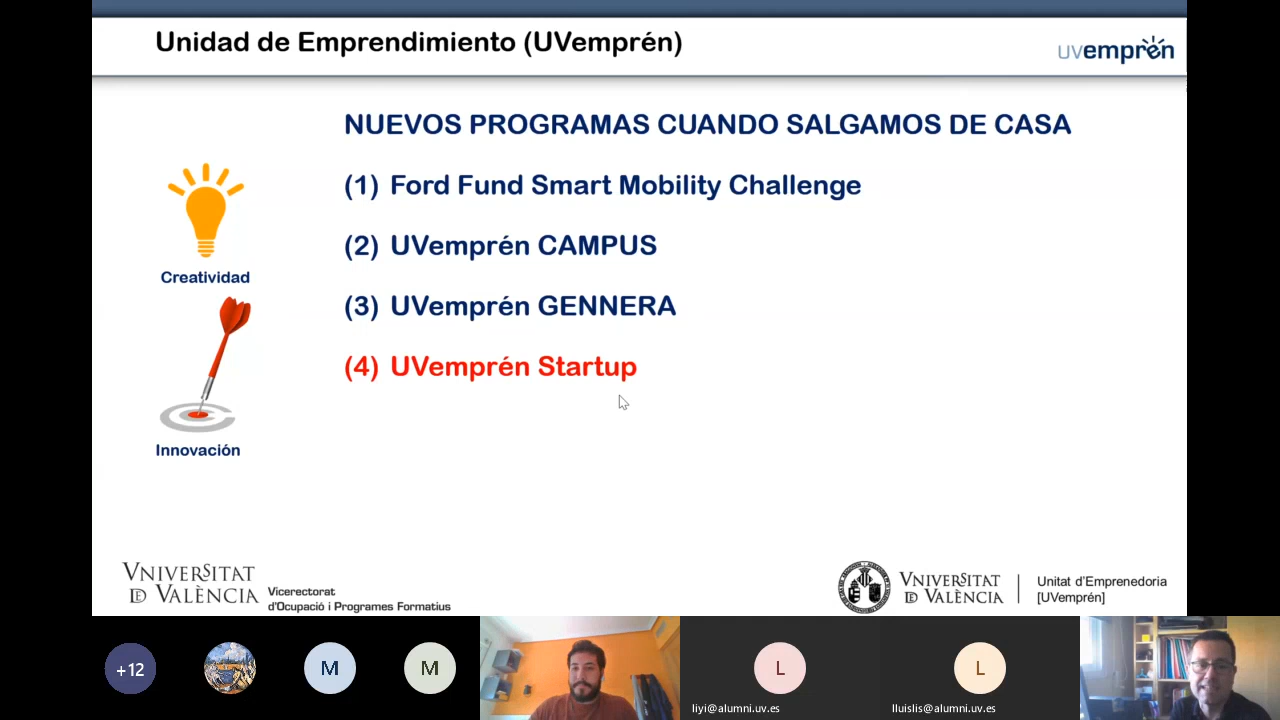 Unidad de Emprendimiento (UVemprén)
uvemprén
NUEVOS PROGRAMAS CUANDO SALGAMOS DE CASA
(1) Ford Fund Smart Mobility Challenge
(2) UVemprén CAMPUS
(3) UVemprén GENNERA
(4) UVemprén Startup
Creatividad
Innovación
VNIVERSITAT
DE VALÈNCIA
Vicerectorat
d'Ocupació i Programes Formatius
VNIVERSITAT
DE VALÈNCIA
Unitat d'Emprenedoria
[UVemprén]
+12
M
M
L
L
liyi@alumni.uv.es
lluislis@alumni.uv.es